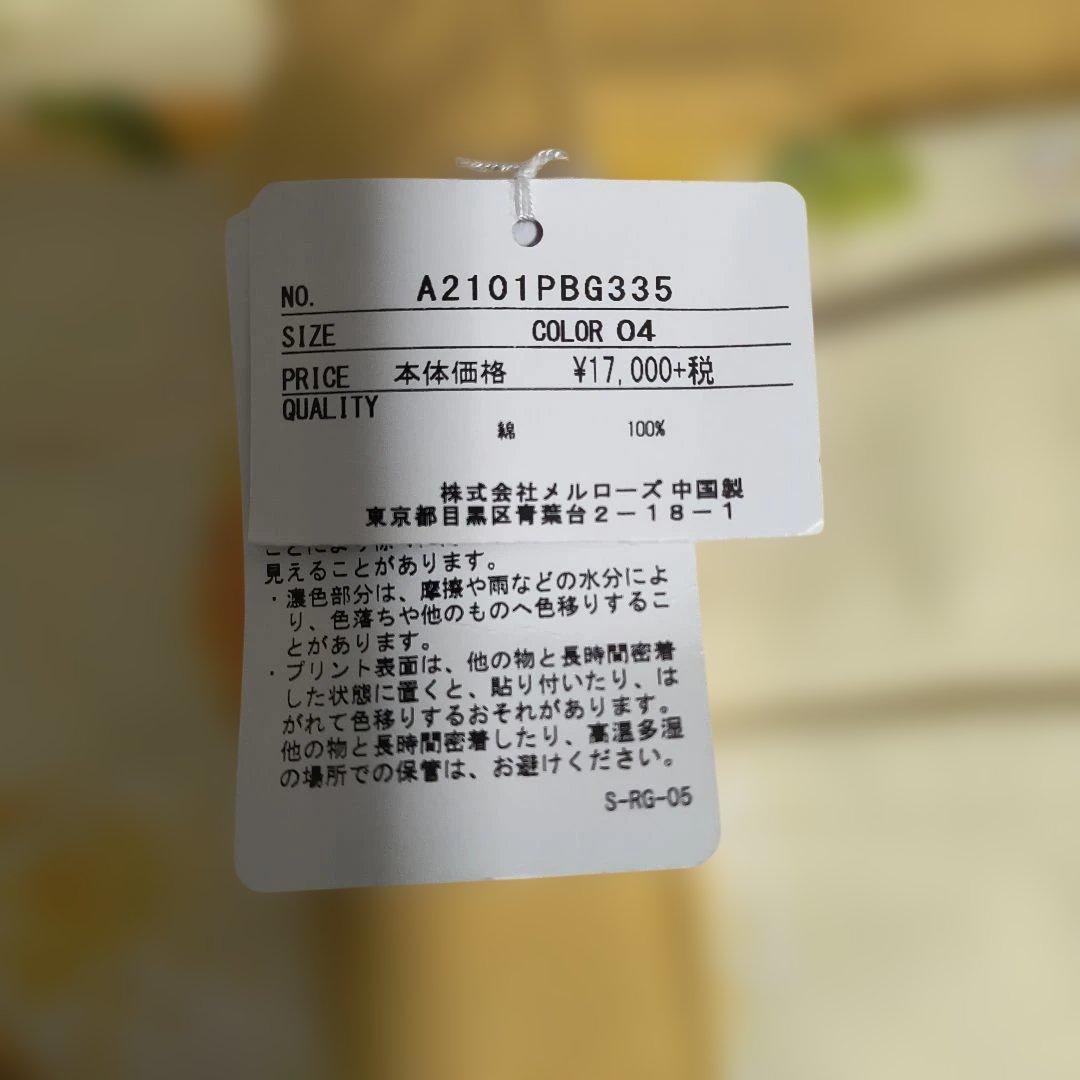 NO. A2101PBG335
SIZE COLOR 04
PRICE 本体価格 ¥17,000+税
QUALITY
綿 100%
株式会社メルローズ 中国製
東京都目黒区青葉台2−18−1
見えることがあります。
・濃色部分は、摩擦や雨などの水分によ
り、色落ちや他のものへ色移りするこ
とがあります。
・プリント表面は、他の物と長時間密着
した状態に置くと、貼り付いたり、は
がれて色移りするおそれがあります。
他の物と長時間密着したり、高温多湿
の場所での保管は、お避けください。
S-RG-05